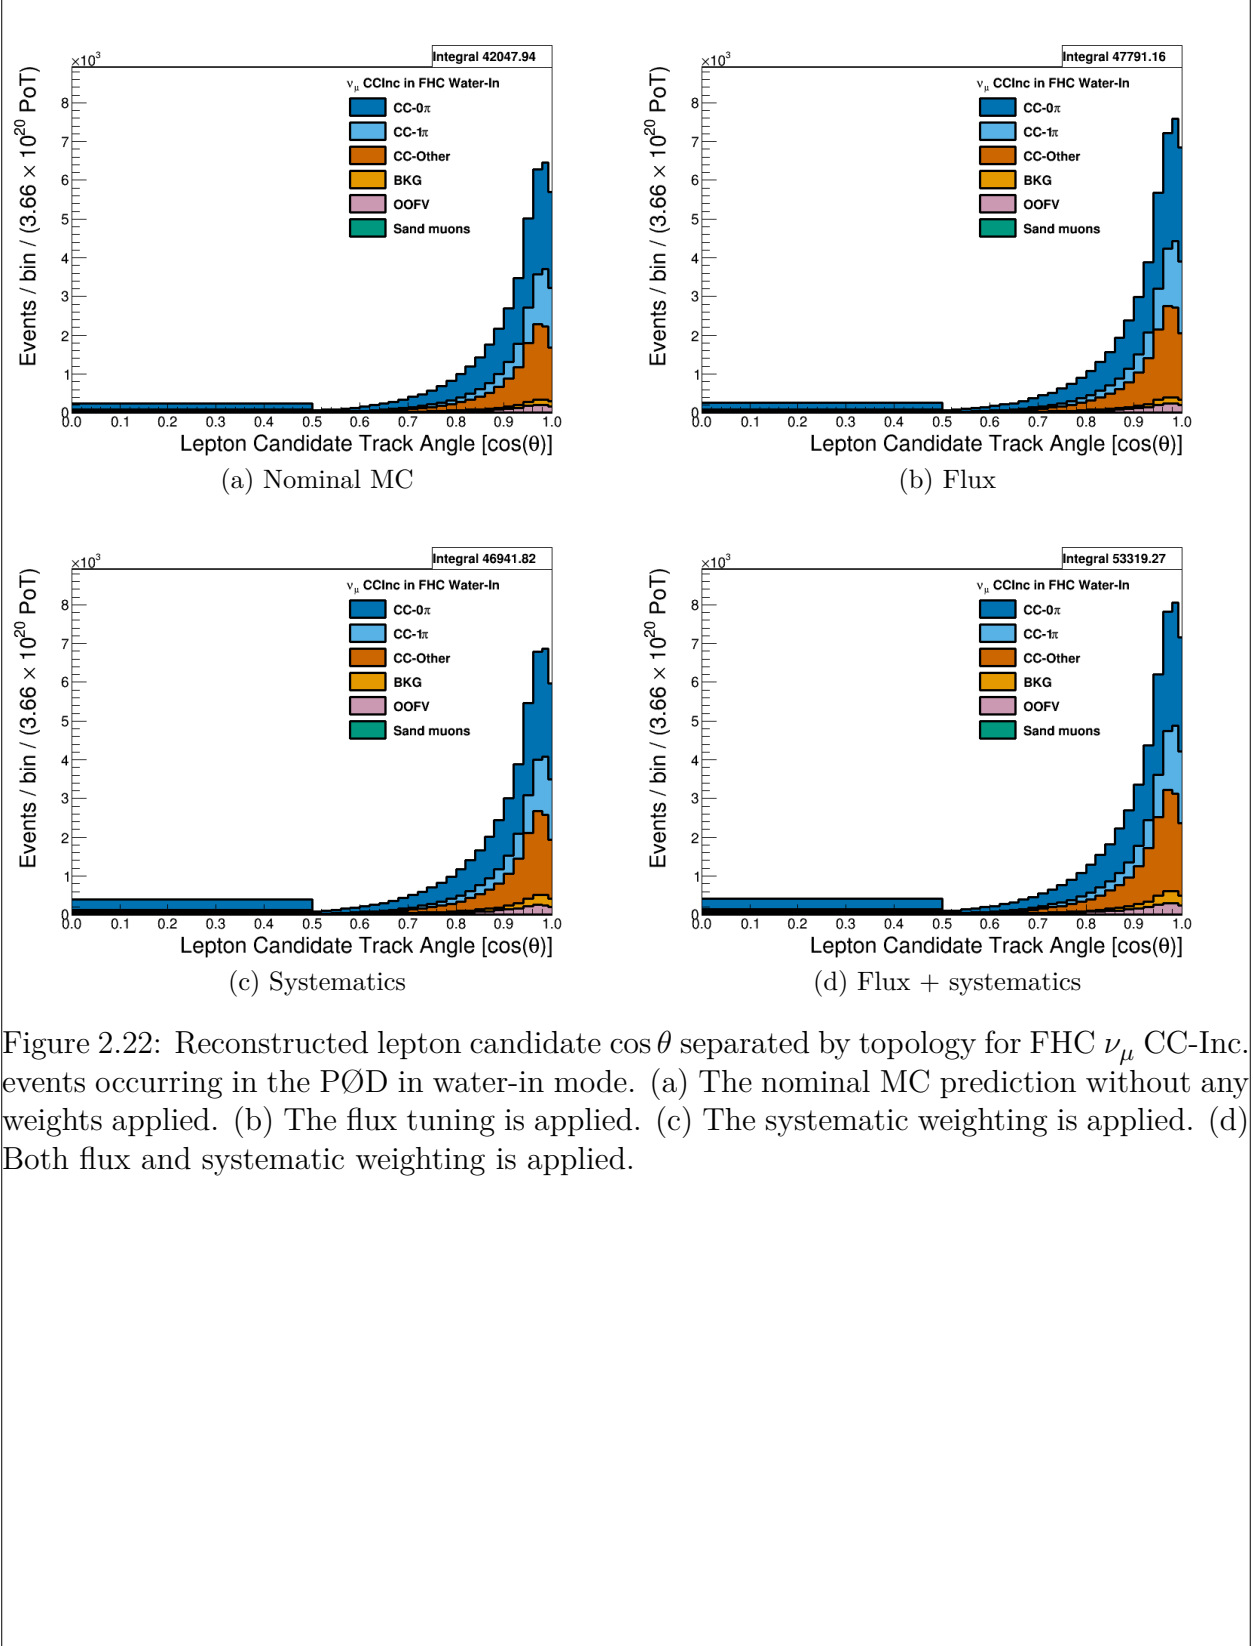 Integral 42047.94
×10³
ν_μ CCInc in FHC Water-In
CC-0π
CC-1π
CC-Other
BKG
OOFV
Sand muons
Events / bin / (3.66 × 10²⁰ PoT)
8
7
6
5
4
3
2
1
0
0.0 0.1 0.2 0.3 0.4 0.5 0.6 0.7 0.8 0.9 1.0
Lepton Candidate Track Angle [cos(θ)]
(a) Nominal MC
Integral 47791.16
×10³
ν_μ CCInc in FHC Water-In
CC-0π
CC-1π
CC-Other
BKG
OOFV
Sand muons
Events / bin / (3.66 × 10²⁰ PoT)
8
7
6
5
4
3
2
1
0
0.0 0.1 0.2 0.3 0.4 0.5 0.6 0.7 0.8 0.9 1.0
Lepton Candidate Track Angle [cos(θ)]
(b) Flux
Integral 46941.82
×10³
ν_μ CCInc in FHC Water-In
CC-0π
CC-1π
CC-Other
BKG
OOFV
Sand muons
Events / bin / (3.66 × 10²⁰ PoT)
8
7
6
5
4
3
2
1
0
0.0 0.1 0.2 0.3 0.4 0.5 0.6 0.7 0.8 0.9 1.0
Lepton Candidate Track Angle [cos(θ)]
(c) Systematics
Integral 53319.27
×10³
ν_μ CCInc in FHC Water-In
CC-0π
CC-1π
CC-Other
BKG
OOFV
Sand muons
Events / bin / (3.66 × 10²⁰ PoT)
8
7
6
5
4
3
2
1
0
0.0 0.1 0.2 0.3 0.4 0.5 0.6 0.7 0.8 0.9 1.0
Lepton Candidate Track Angle [cos(θ)]
(d) Flux + systematics
Figure 2.22: Reconstructed lepton candidate cos θ separated by topology for FHC ν_μ CC-Inc.
events occurring in the PØD in water-in mode. (a) The nominal MC prediction without any
weights applied. (b) The flux tuning is applied. (c) The systematic weighting is applied. (d)
Both flux and systematic weighting is applied.